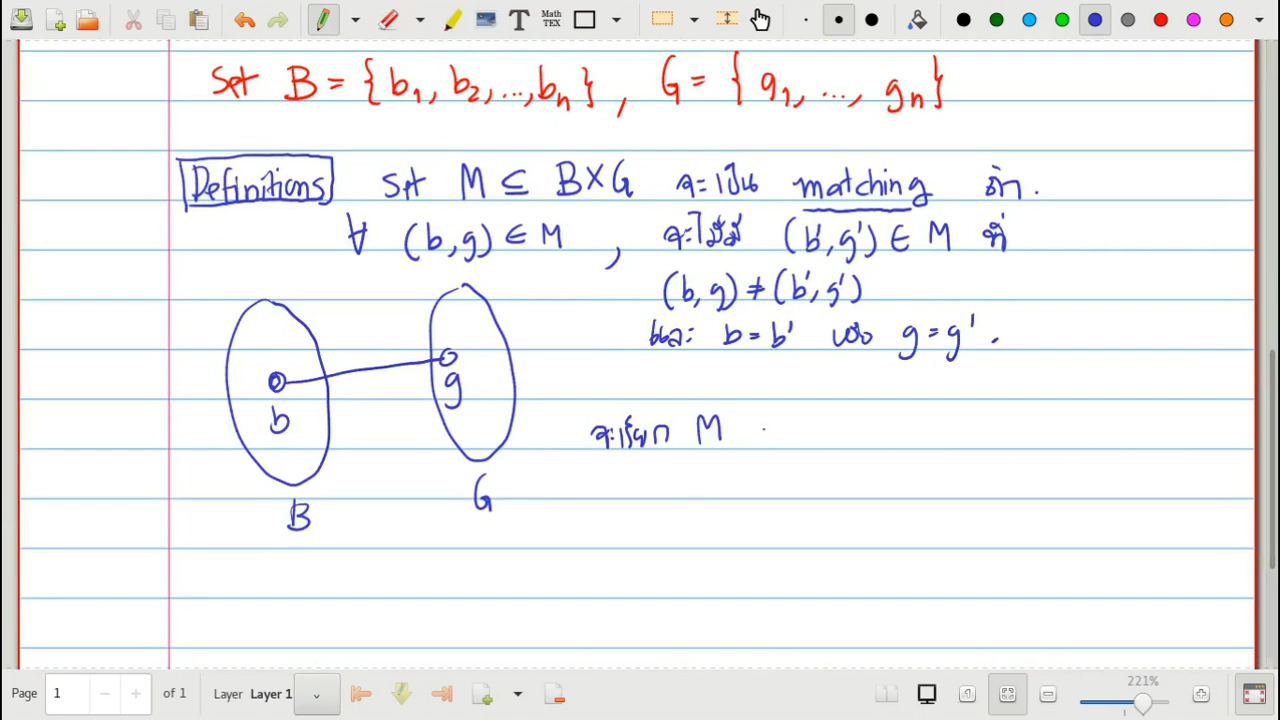 Math
TEX
Set B = {b₁, b₂, ..., bₙ}, G = {g₁, ..., gₙ}
Definitions Set M ⊆ B×G จะเป็น matching ถ้า
∀ (b,g) ∈ M , จะไม่มี (b',g') ∈ M ที่
(b,g) ≠ (b',g')
และ b = b' หรือ g = g' .
b
g
จะเรียก M
B
G
Page 1 of 1 Layer Layer 1
221%